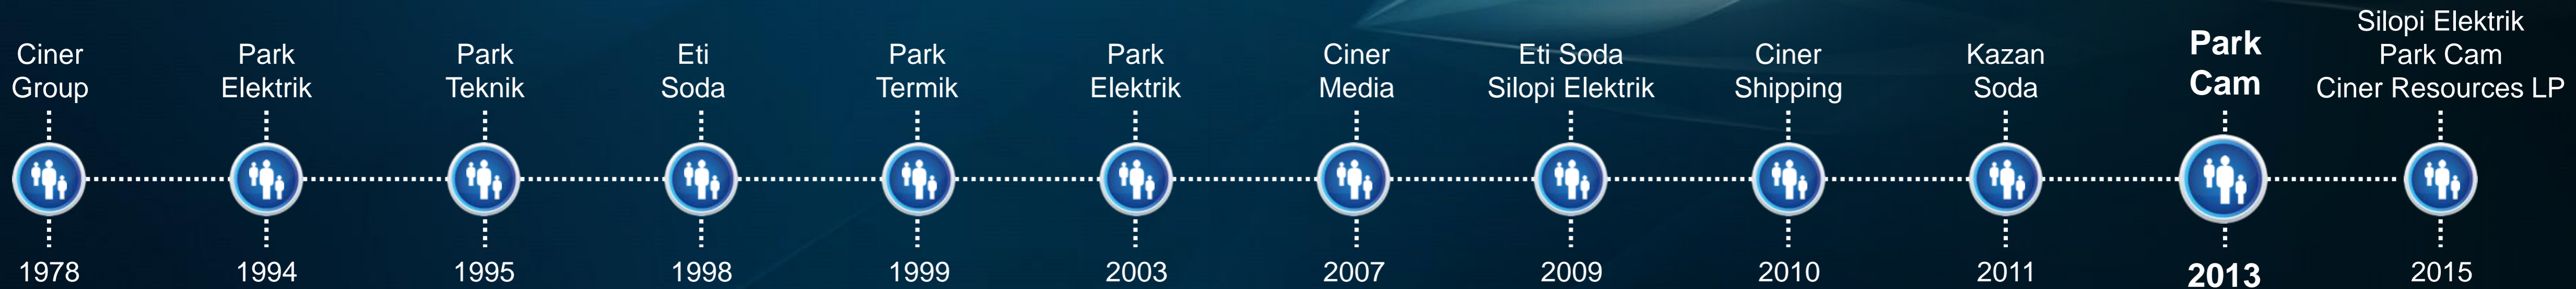 Ciner
Group
1978
Park
Elektrik
1994
Park
Teknik
1995
Eti
Soda
1998
Park
Termik
1999
Park
Elektrik
2003
Ciner
Media
2007
Eti Soda
Silopi Elektrik
2009
Ciner
Shipping
2010
Kazan
Soda
2011
Park
Cam
2013
Silopi Elektrik
Park Cam
Ciner Resources LP
2015